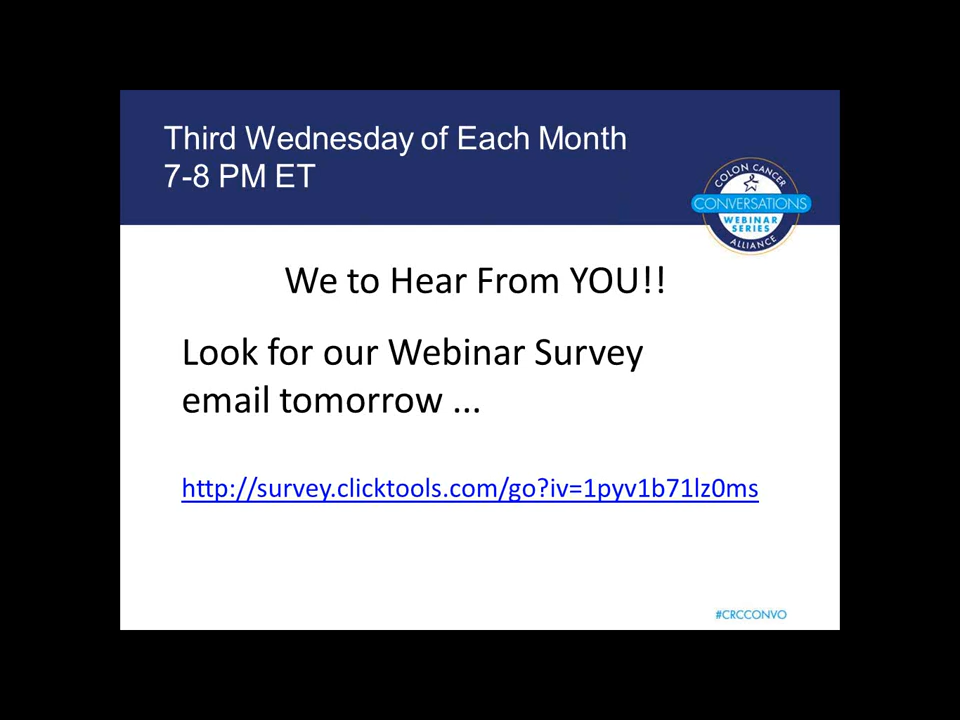 Third Wednesday of Each Month
7-8 PM ET
COLON CANCER
CONVERSATIONS
WEBINAR
SERIES
ALLIANCE
We to Hear From YOU!!
Look for our Webinar Survey
email tomorrow ...
http://survey.clicktools.com/go?iv=1pyv1b71lz0ms
#CRCCONVO